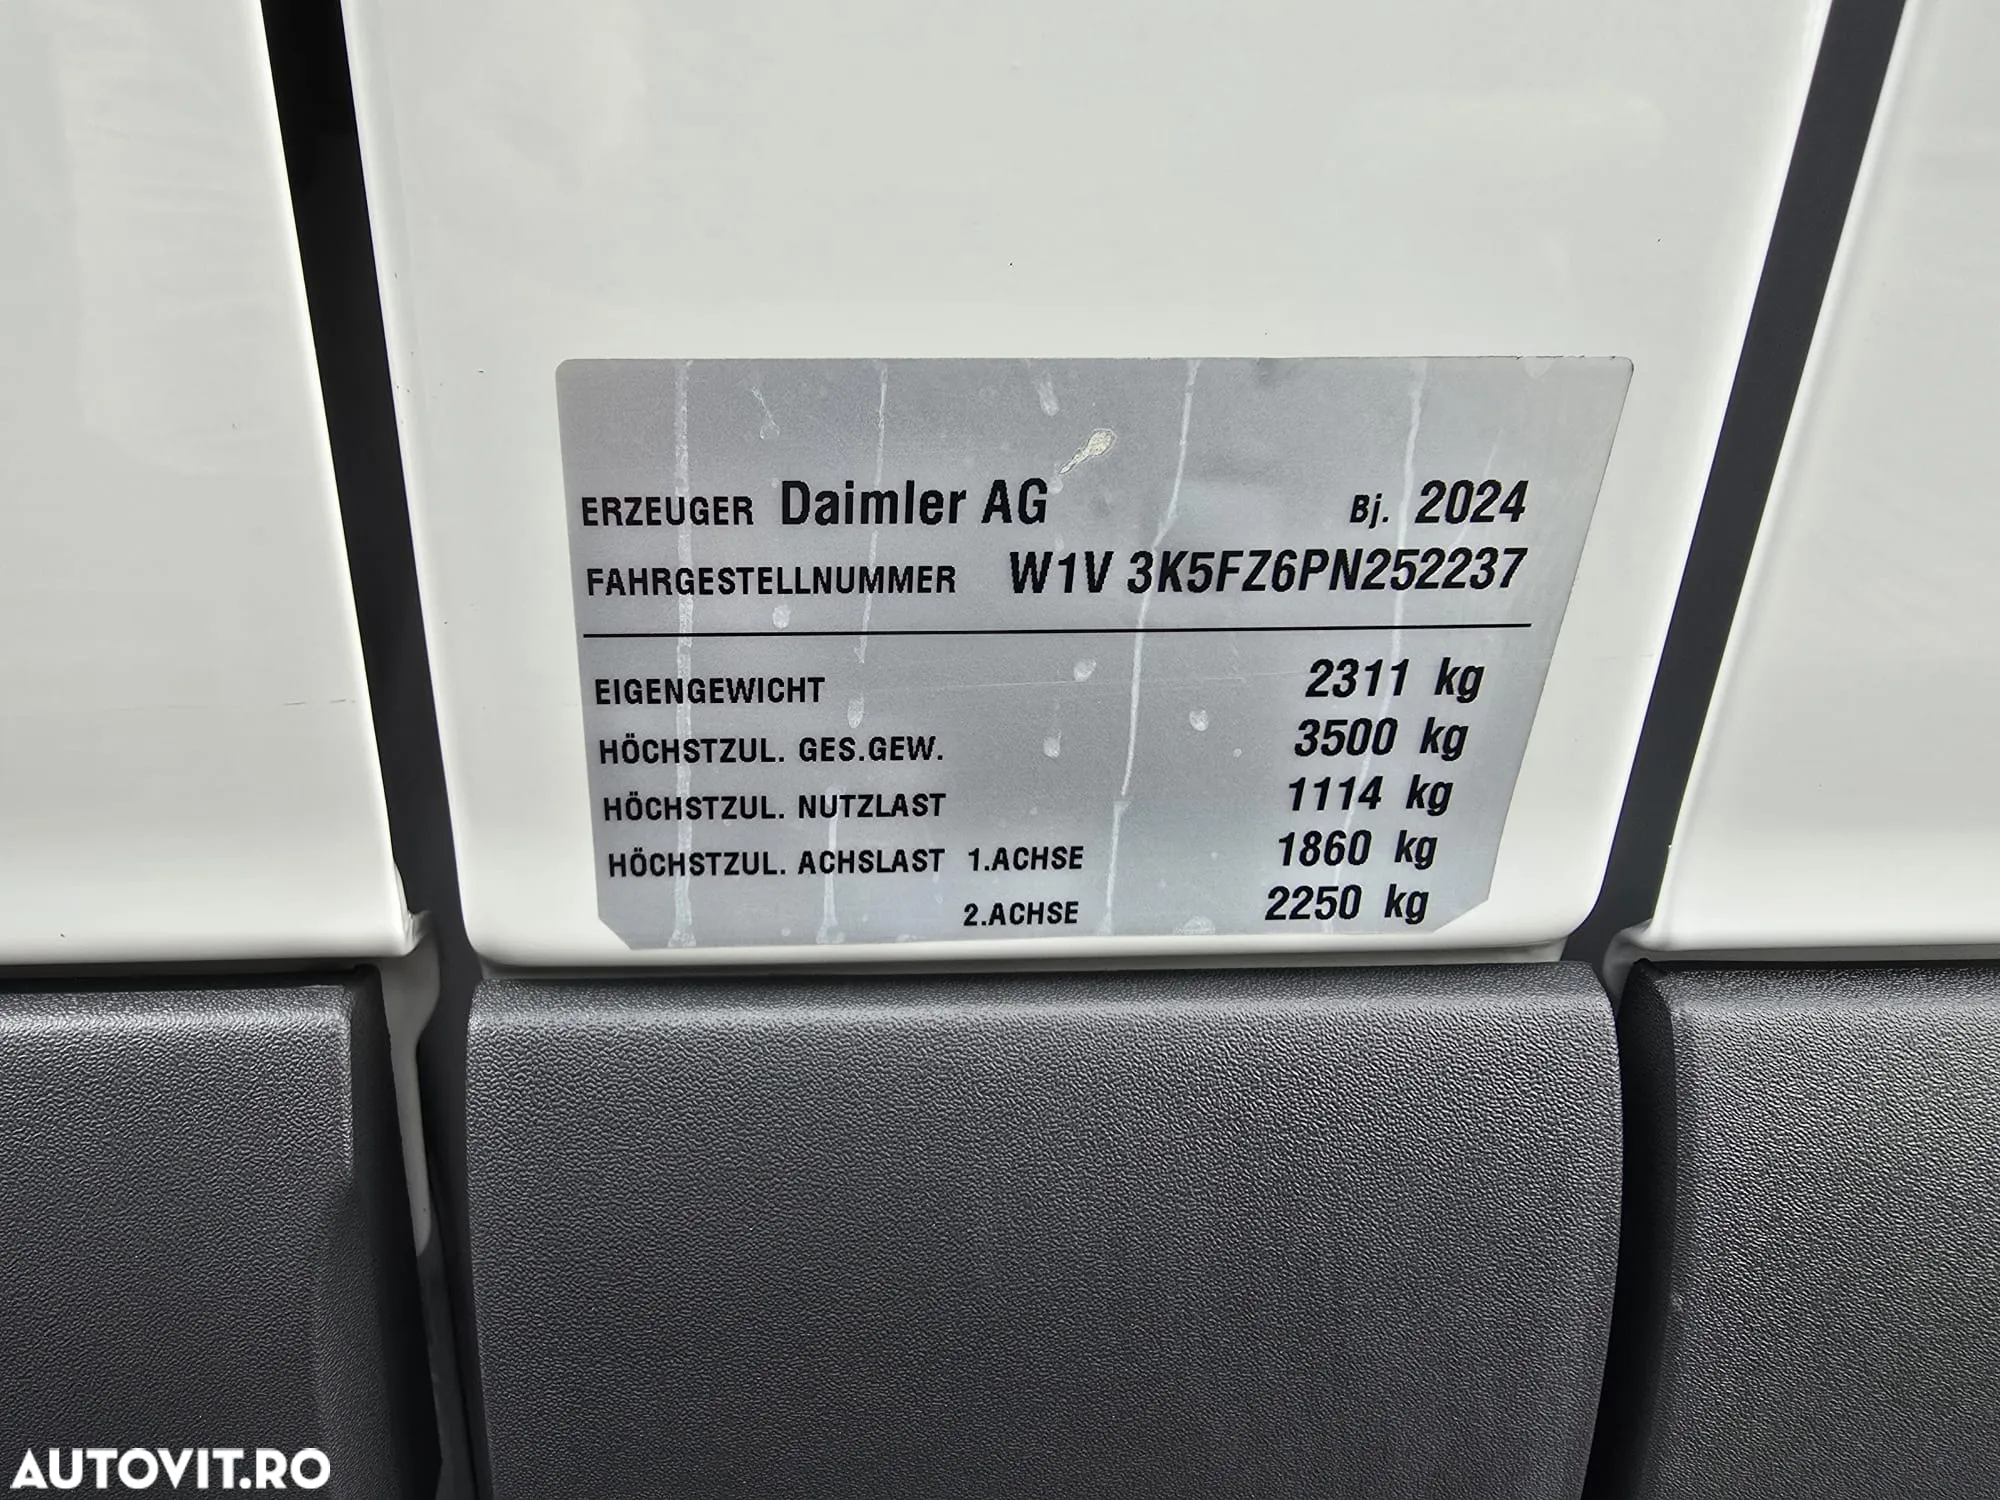 ERZEUGER Daimler AG Bj. 2024
FAHRGESTELLNUMMER W1V 3K5FZ6PN252237
EIGENGEWICHT 2311 kg
HÖCHSTZUL. GES.GEW. 3500 kg
HÖCHSTZUL. NUTZLAST 1114 kg
HÖCHSTZUL. ACHSLAST 1.ACHSE 1860 kg
2.ACHSE 2250 kg
AUTOVIT.RO